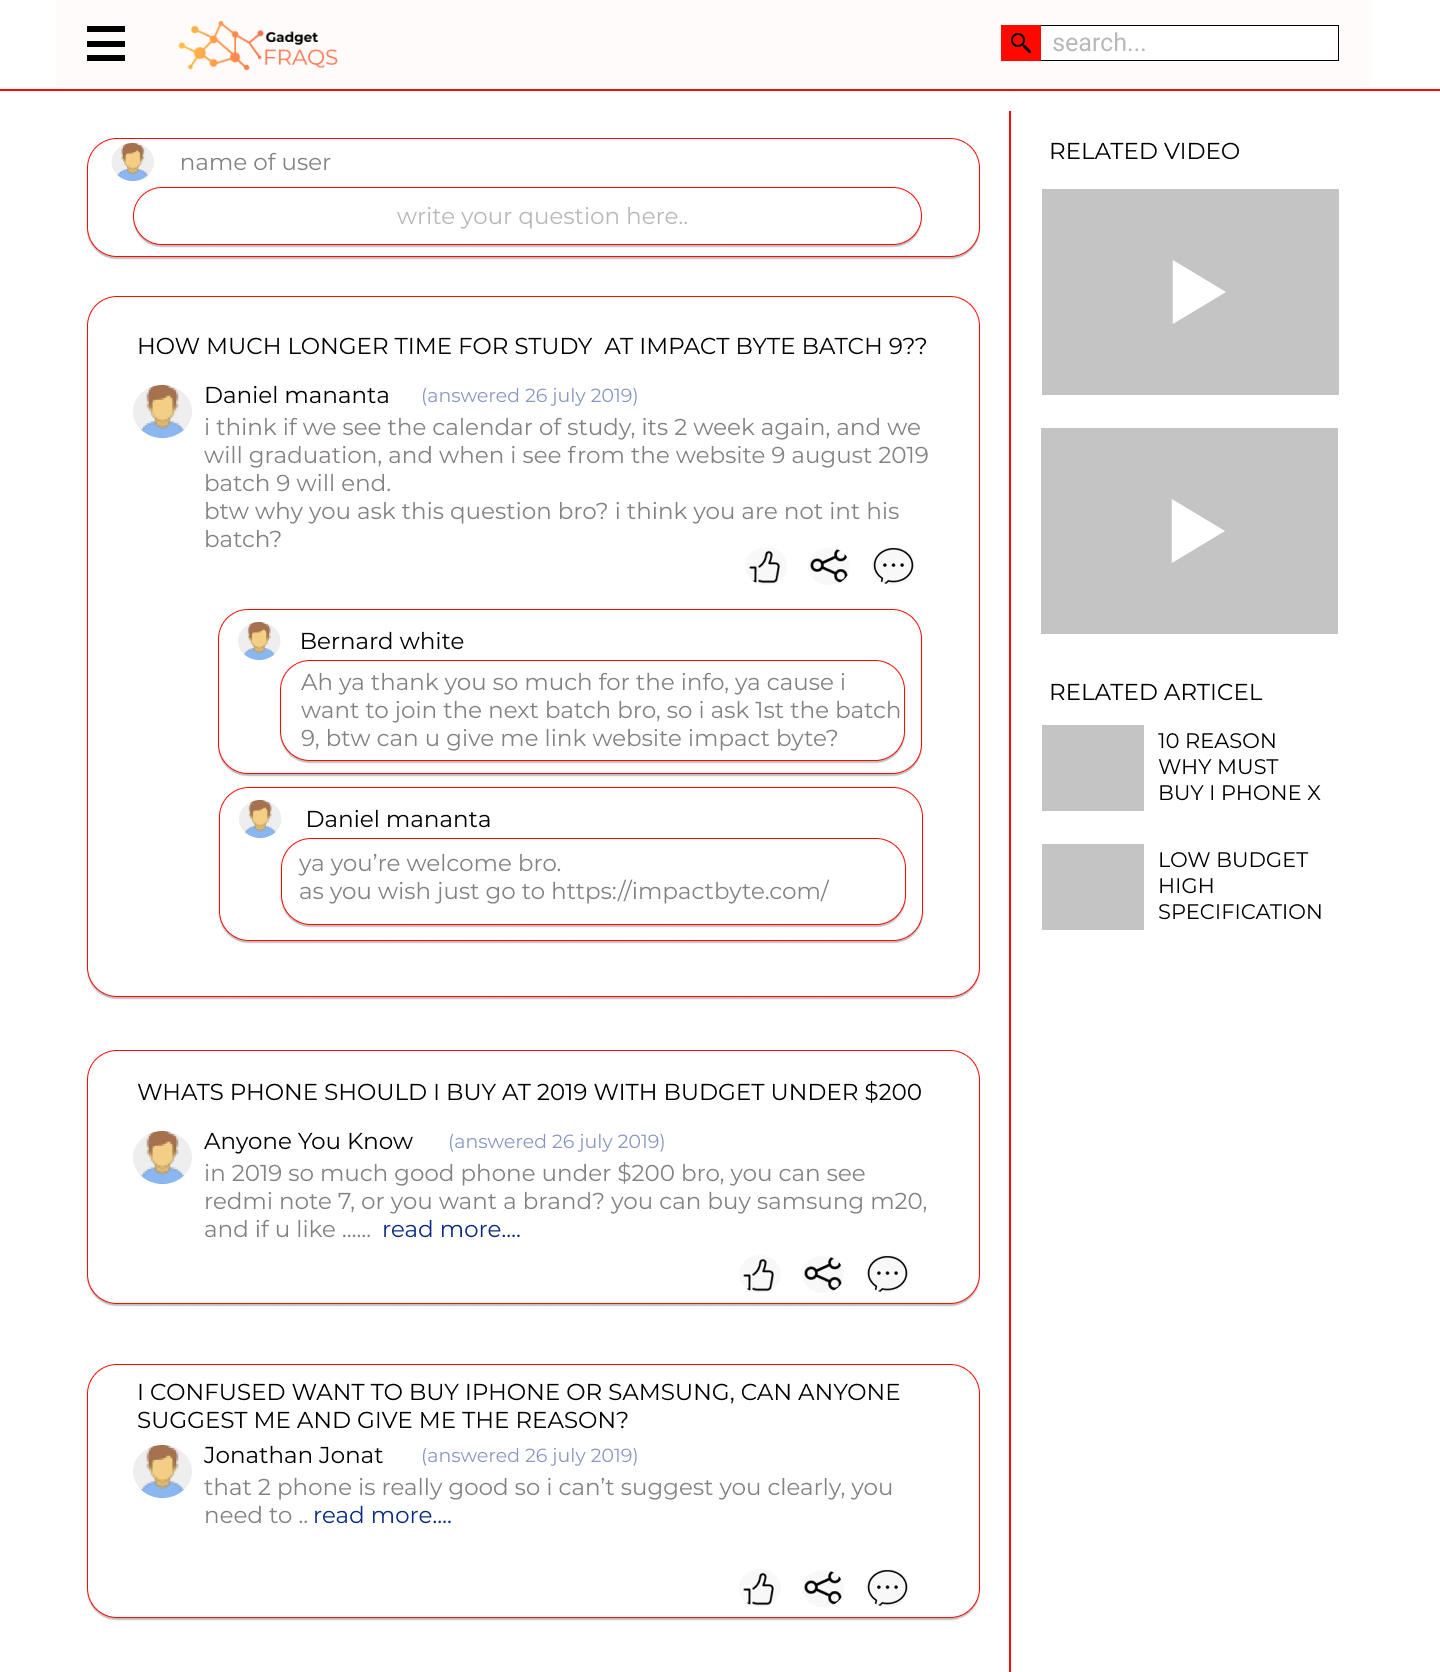 Gadget
FRAQS
search...
name of user
write your question here..
HOW MUCH LONGER TIME FOR STUDY  AT IMPACT BYTE BATCH 9??
Daniel mananta (answered 26 july 2019)
i think if we see the calendar of study, its 2 week again, and we
will graduation, and when i see from the website 9 august 2019
batch 9 will end.
btw why you ask this question bro? i think you are not int his
batch?
Bernard white
Ah ya thank you so much for the info, ya cause i
want to join the next batch bro, so i ask 1st the batch
9, btw can u give me link website impact byte?
Daniel mananta
ya you’re welcome bro.
as you wish just go to https://impactbyte.com/
WHATS PHONE SHOULD I BUY AT 2019 WITH BUDGET UNDER $200
Anyone You Know (answered 26 july 2019)
in 2019 so much good phone under $200 bro, you can see
redmi note 7, or you want a brand? you can buy samsung m20,
and if u like ...... read more....
I CONFUSED WANT TO BUY IPHONE OR SAMSUNG, CAN ANYONE
SUGGEST ME AND GIVE ME THE REASON?
Jonathan Jonat (answered 26 july 2019)
that 2 phone is really good so i can’t suggest you clearly, you
need to .. read more....
RELATED VIDEO
RELATED ARTICEL
10 REASON
WHY MUST
BUY I PHONE X
LOW BUDGET
HIGH
SPECIFICATION